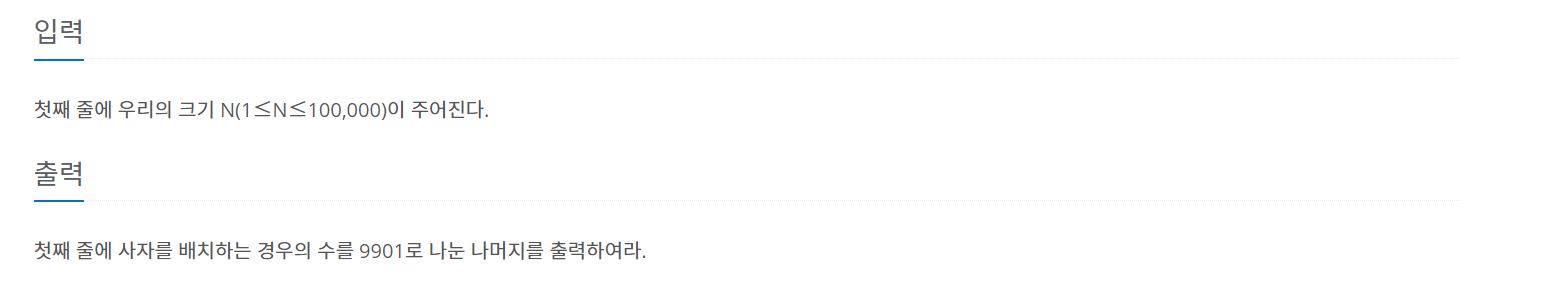 입력
첫째 줄에 우리의 크기 N(1≤N≤100,000)이 주어진다.
출력
첫째 줄에 사자를 배치하는 경우의 수를 9901로 나눈 나머지를 출력하여라.